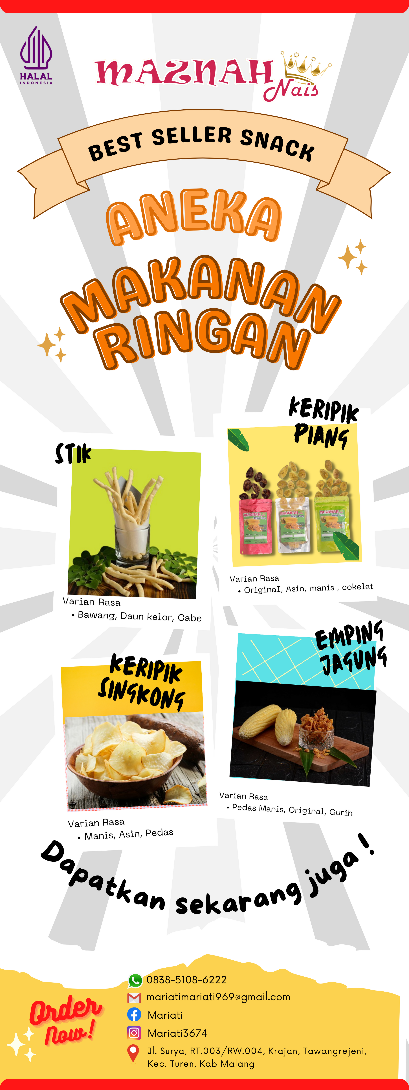 HALAL
INDONESIA
MAZNAH
Nais
BEST SELLER SNACK
ANEKA
MAKANAN
RINGAN
STIK
Varian Rasa
• Bawang, Daun kelor, Cabe
KERIPIK
PIANG
Varian Rasa
• Original, Asin, manis, cokelat
KERIPIK
SINGKONG
Varian Rasa
• Manis, Asin, Pedas
EMPING
JAGUNG
Varian Rasa
• Pedas Manis, Original, Gurih
Dapatkan sekarang juga !
Order
Now!
0838-5108-6222
mariatimariati969@gmail.com
Mariati
Mariati3674
Jl. Surya, RT.003/RW.004, Krajan, Tawangrejeni,
Kec. Turen. Kab Malang